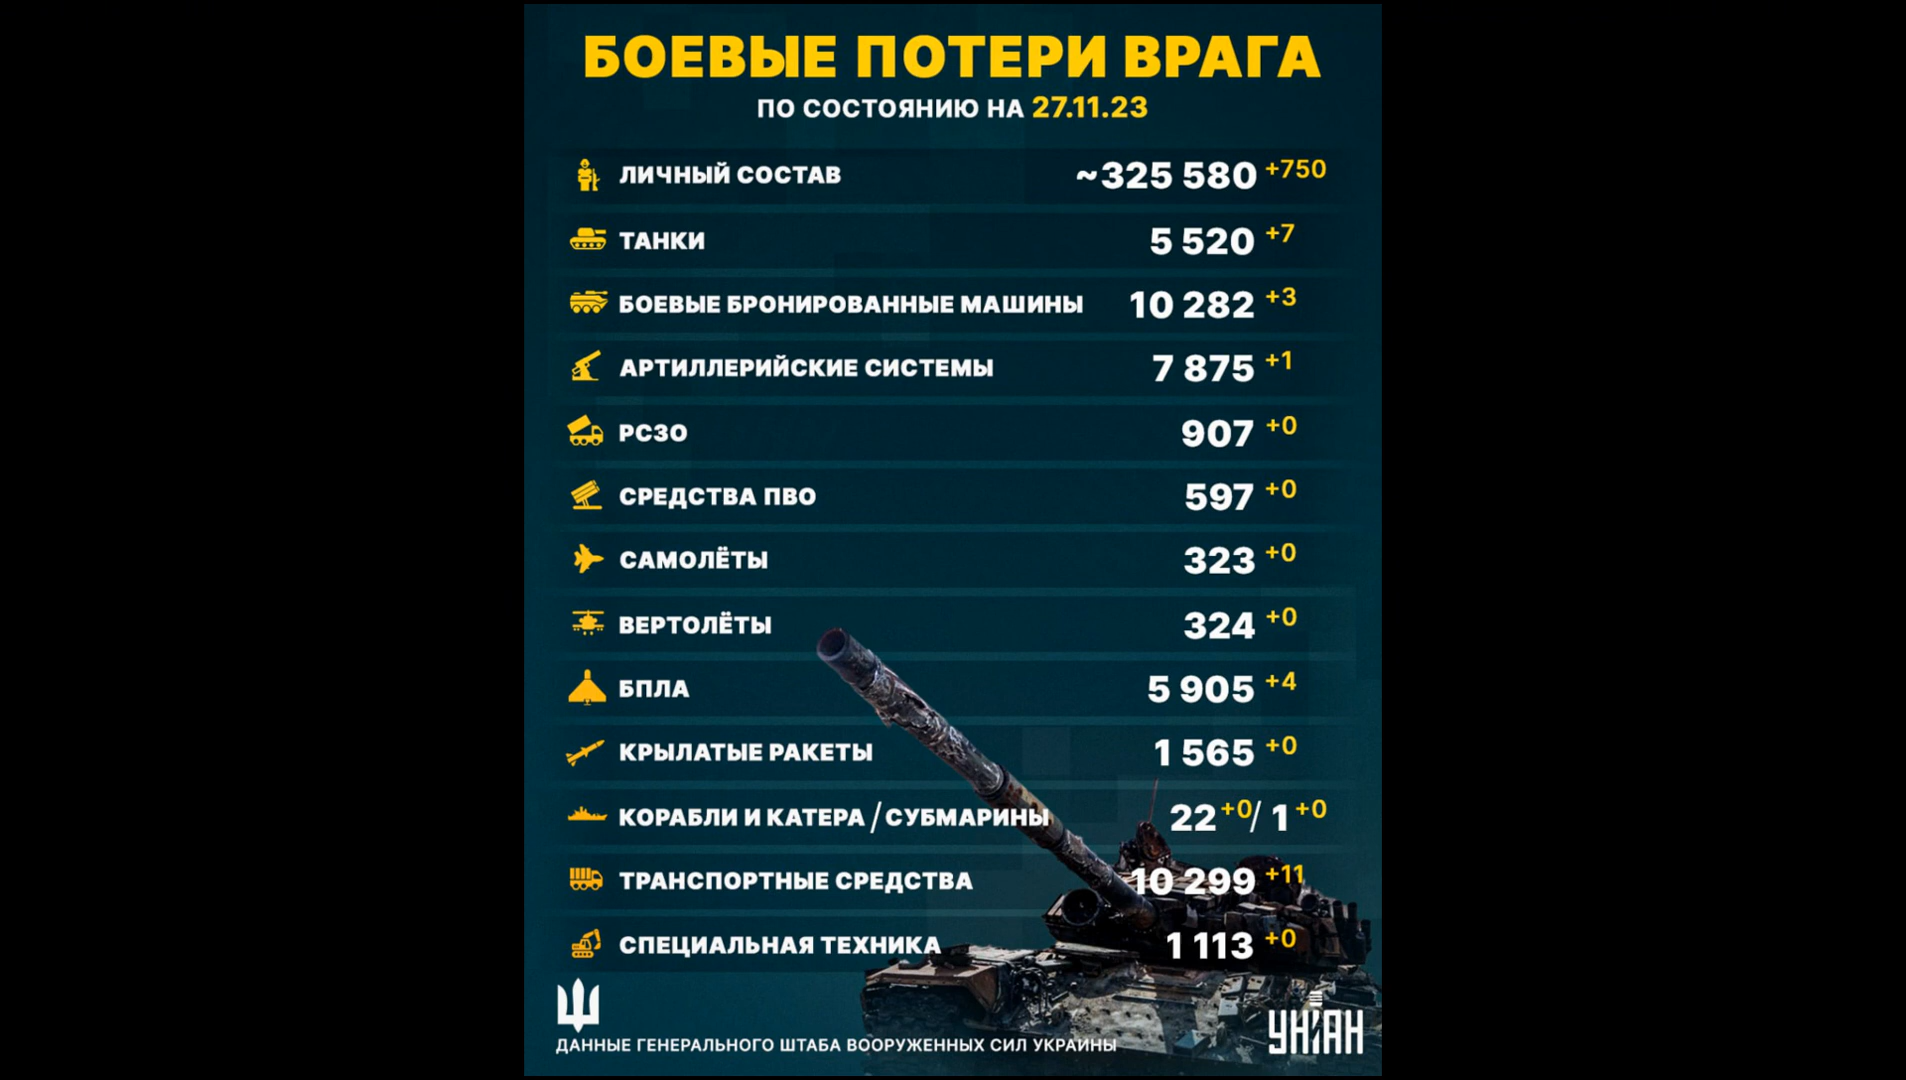 БОЕВЫЕ ПОТЕРИ ВРАГА
ПО СОСТОЯНИЮ НА 27.11.23
ЛИЧНЫЙ СОСТАВ ~325 580 +750
ТАНКИ 5 520 +7
БОЕВЫЕ БРОНИРОВАННЫЕ МАШИНЫ 10 282 +3
АРТИЛЛЕРИЙСКИЕ СИСТЕМЫ 7 875 +1
РСЗО 907 +0
СРЕДСТВА ПВО 597 +0
САМОЛЁТЫ 323 +0
ВЕРТОЛЁТЫ 324 +0
БПЛА 5 905 +4
КРЫЛАТЫЕ РАКЕТЫ 1 565 +0
КОРАБЛИ И КАТЕРА / СУБМАРИНЫ 22 +0 / 1 +0
ТРАНСПОРТНЫЕ СРЕДСТВА 10 299 +11
СПЕЦИАЛЬНАЯ ТЕХНИКА 1 113 +0
ДАННЫЕ ГЕНЕРАЛЬНОГО ШТАБА ВООРУЖЕННЫХ СИЛ УКРАИНЫ
УНІАН